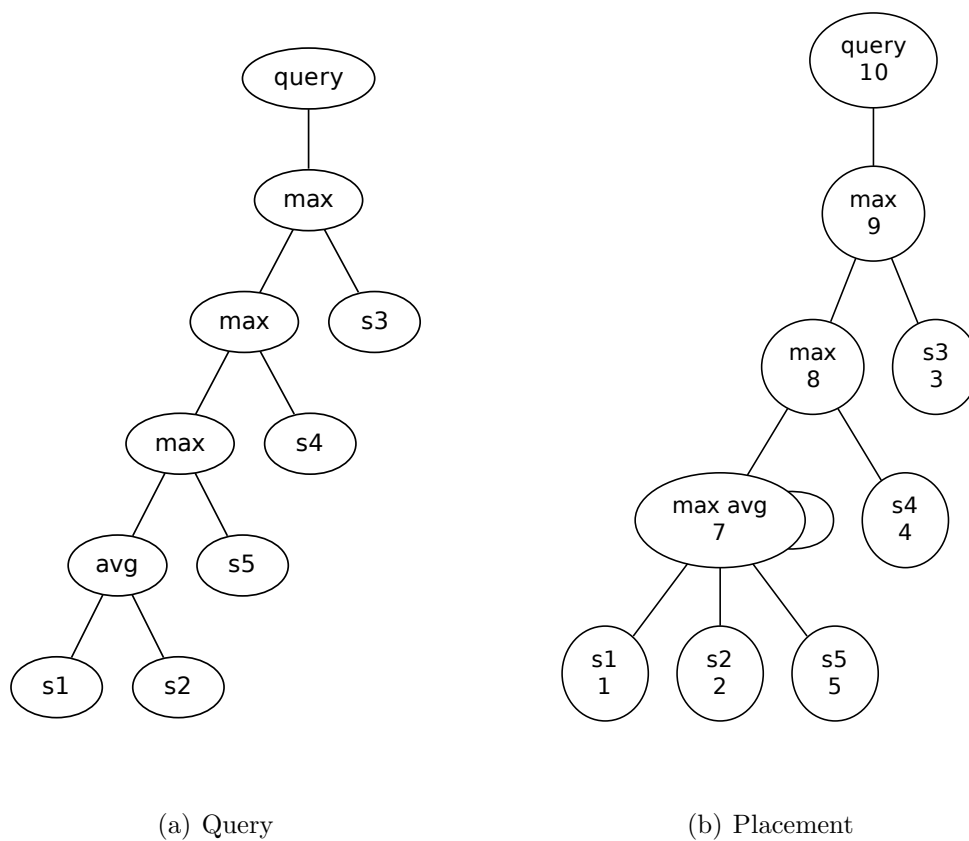 query
max
max
s3
max
s4
avg
s5
s1
s2
(a) Query
query
10
max
9
max
8
s3
3
max avg
7
s4
4
s1
1
s2
2
s5
5
(b) Placement